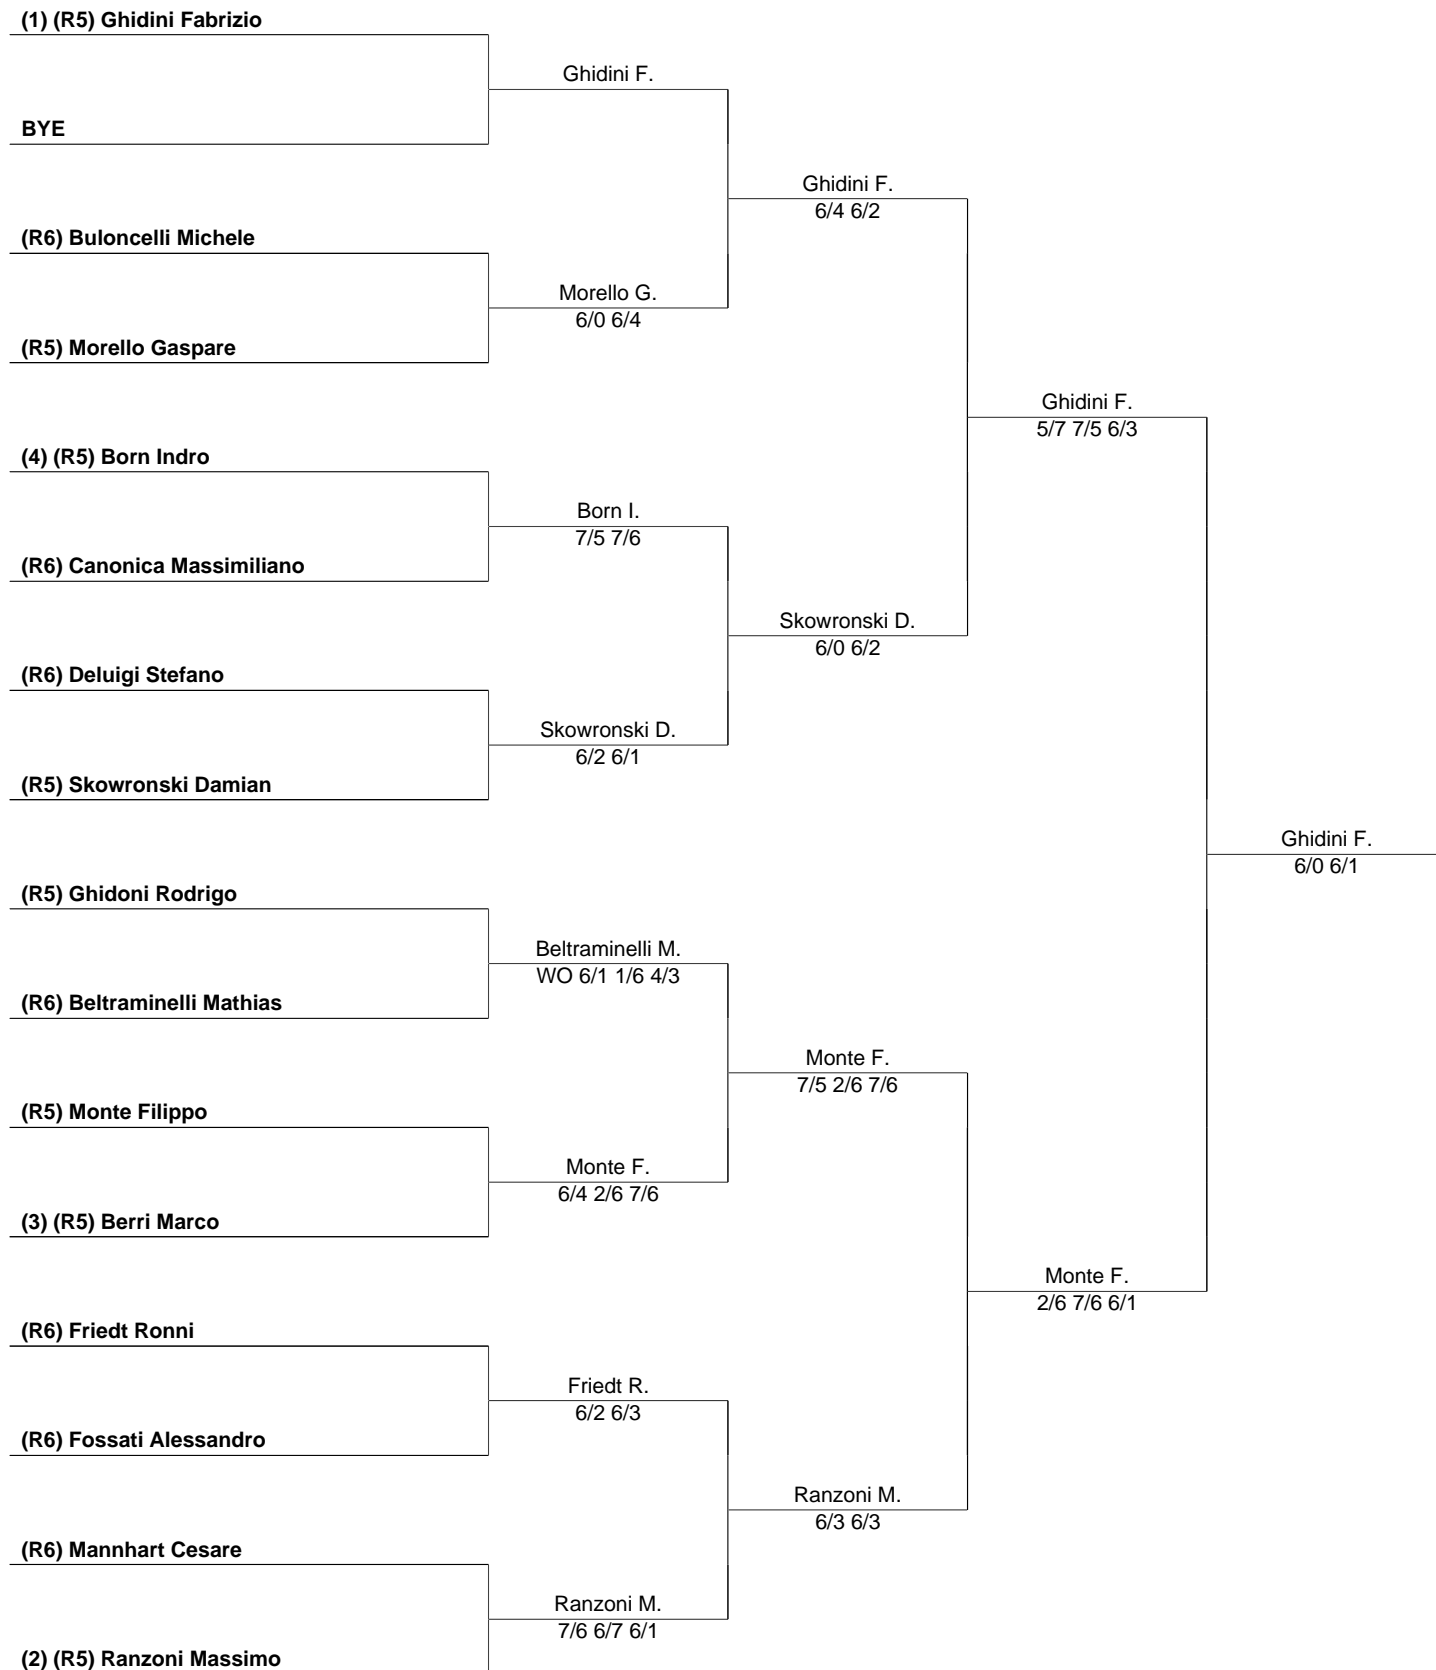 (1) (R5) Ghidini Fabrizio
Ghidini F.
BYE
Ghidini F.
6/4 6/2
(R6) Buloncelli Michele
Morello G.
6/0 6/4
(R5) Morello Gaspare
Ghidini F.
5/7 7/5 6/3
(4) (R5) Born Indro
Born I.
7/5 7/6
(R6) Canonica Massimiliano
Skowronski D.
6/0 6/2
(R6) Deluigi Stefano
Skowronski D.
6/2 6/1
(R5) Skowronski Damian
Ghidini F.
6/0 6/1
(R5) Ghidoni Rodrigo
Beltraminelli M.
WO 6/1 1/6 4/3
(R6) Beltraminelli Mathias
Monte F.
7/5 2/6 7/6
(R5) Monte Filippo
Monte F.
6/4 2/6 7/6
(3) (R5) Berri Marco
Monte F.
2/6 7/6 6/1
(R6) Friedt Ronni
Friedt R.
6/2 6/3
(R6) Fossati Alessandro
Ranzoni M.
6/3 6/3
(R6) Mannhart Cesare
Ranzoni M.
7/6 6/7 6/1
(2) (R5) Ranzoni Massimo